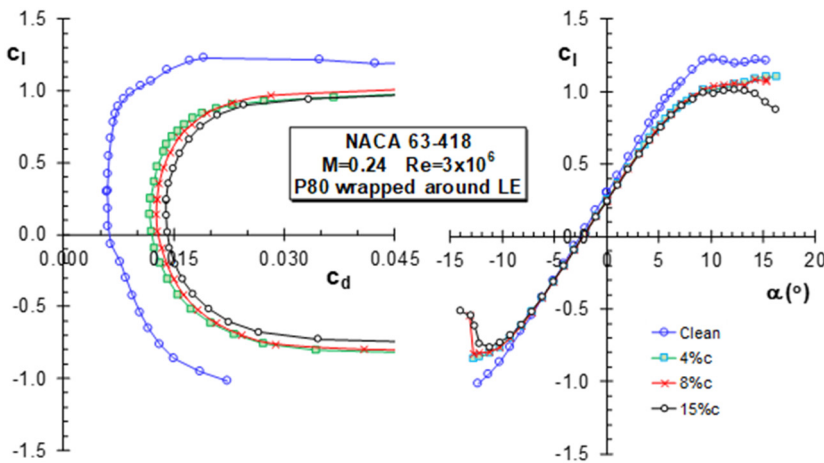 1.5
c_l
1.0
0.5
0.0
-0.5
-1.0
-1.5
0.000
0.015
0.030
0.045
c_d
NACA 63-418
M=0.24 Re=3x10^6
P80 wrapped around LE
1.5
c_l
1.0
0.5
0.0
-0.5
-1.0
-1.5
-15
-10
-5
0
5
10
15
20
α(°)
Clean
4%c
8%c
15%c